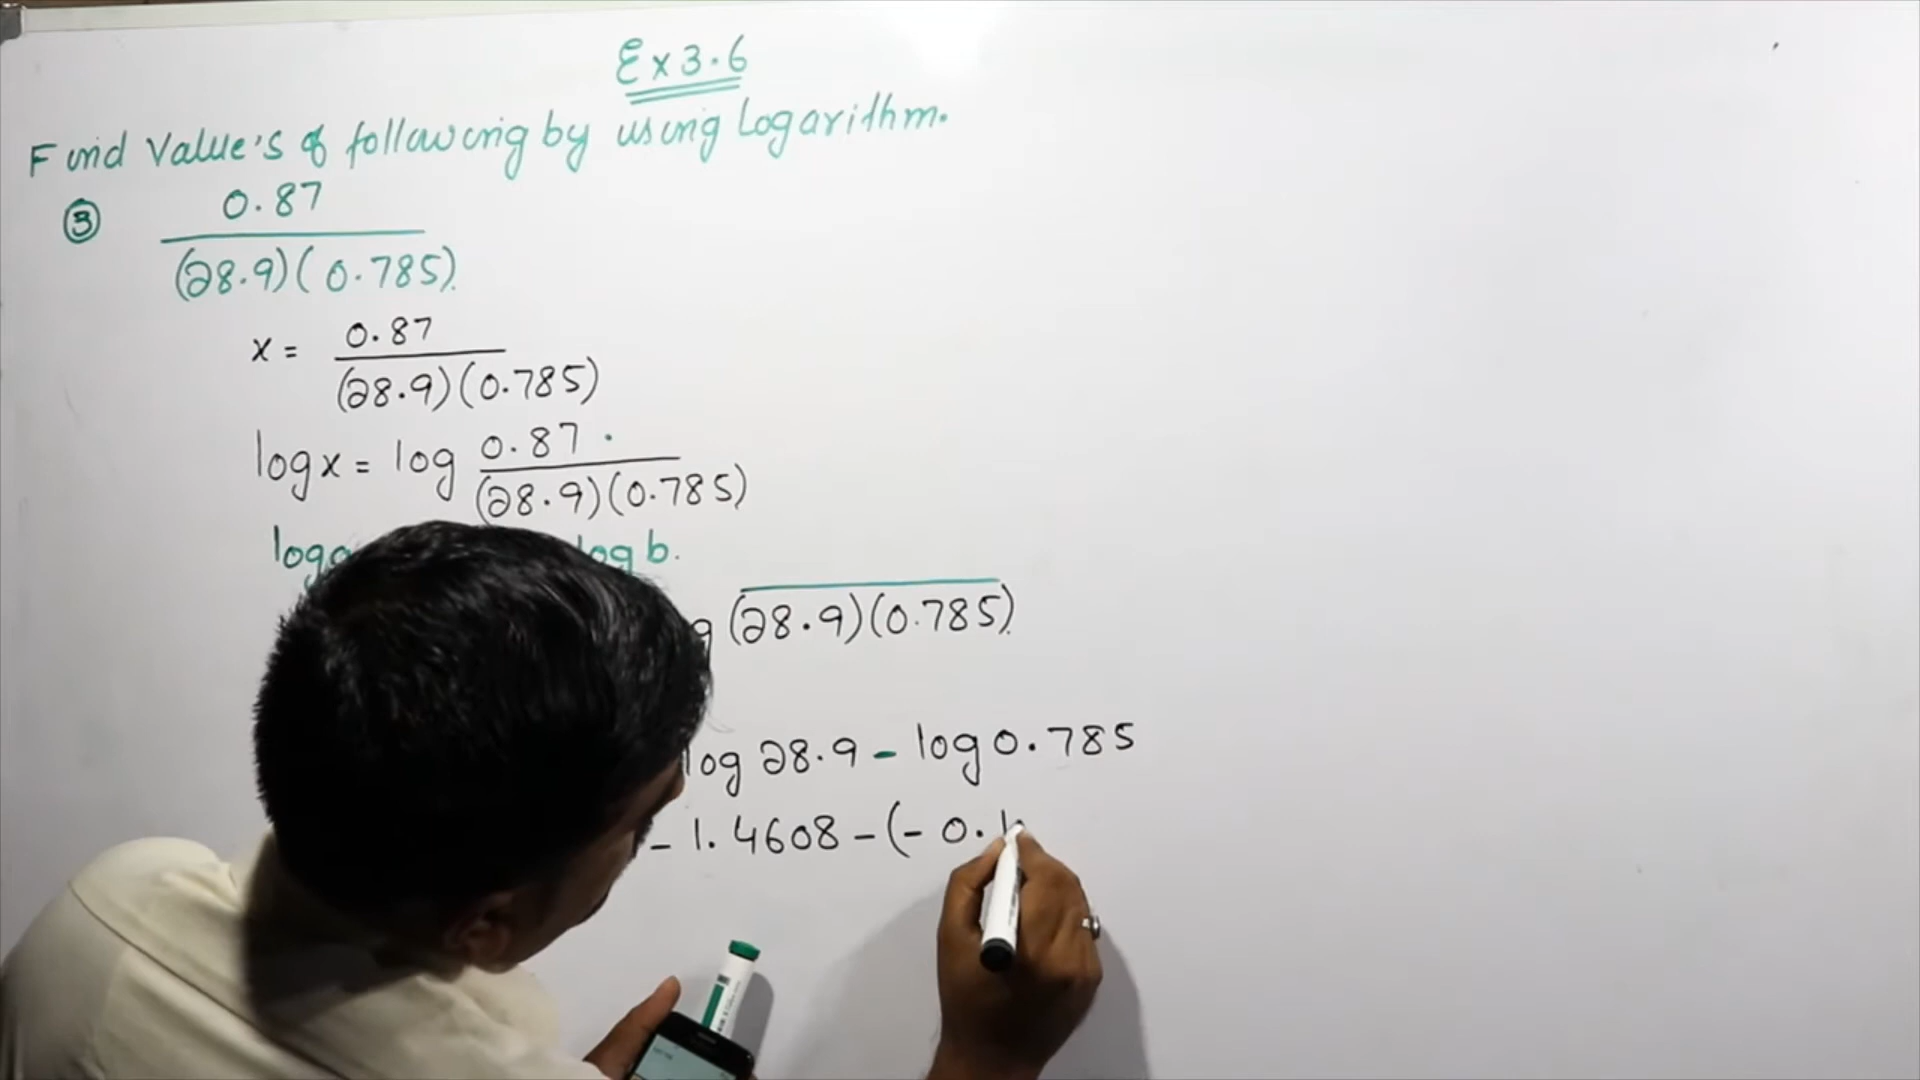 Ex 3.6
Find Value's of following by using Logarithm.
③ 0.87
(28.9)(0.785).
x = 0.87
(28.9)(0.785)
log x = log 0.87 .
(28.9)(0.785)
log b.
(28.9)(0.785).
log 28.9 - log 0.785
- 1.4608 - (- 0.